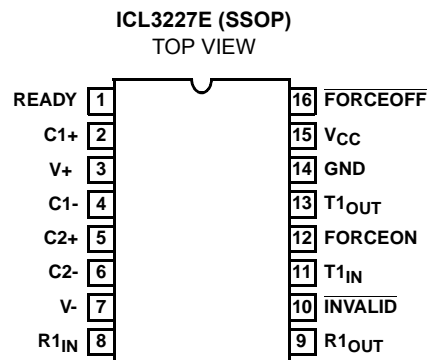 ICL3227E (SSOP)
TOP VIEW
READY 1 16 FORCEOFF
C1+ 2 15 VCC
V+ 3 14 GND
C1- 4 13 T1OUT
C2+ 5 12 FORCEON
C2- 6 11 T1IN
V- 7 10 INVALID
R1IN 8 9 R1OUT